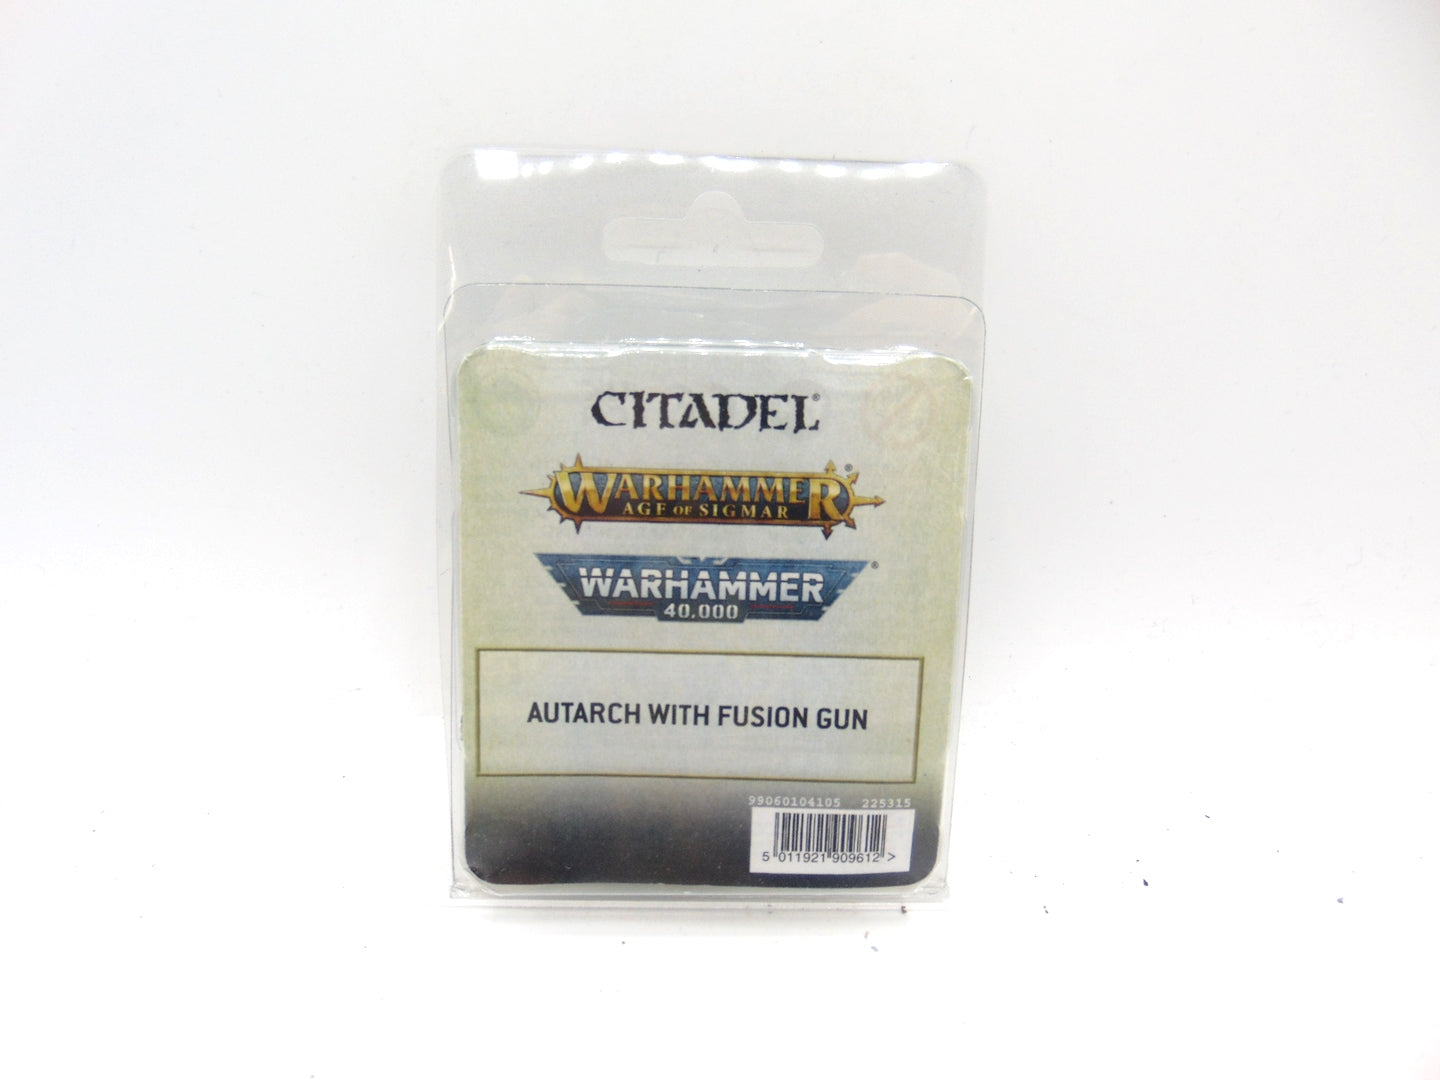 CITADEL®
WARHAMMER®
AGE OF SIGMAR
WARHAMMER®
40,000
AUTARCH WITH FUSION GUN
99060104105 225315
5 011921 909612 >